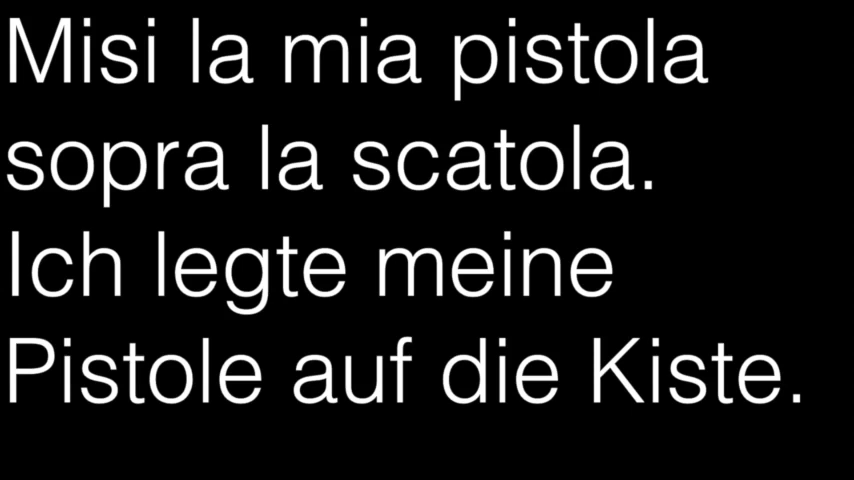 Misi la mia pistola
sopra la scatola.
Ich legte meine
Pistole auf die Kiste.